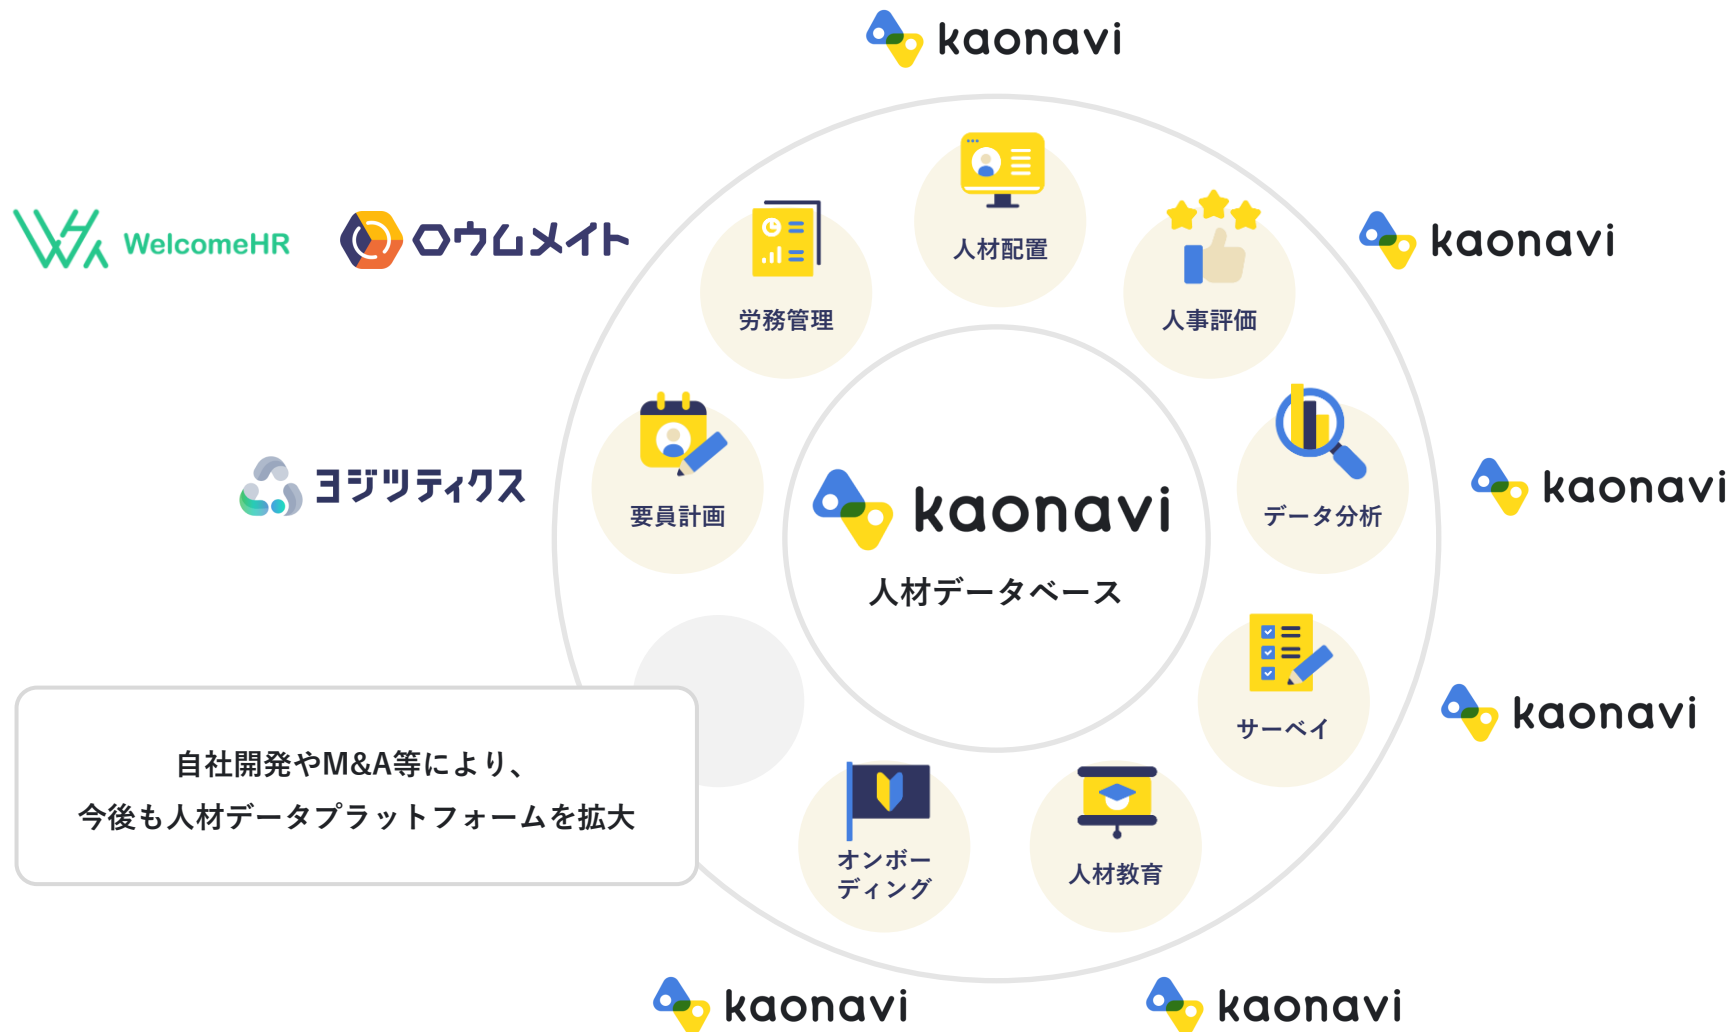 kaonavi
WelcomeHR
ロウムメイト
労務管理
人材配置
人事評価
kaonavi
ヨジツティクス
要員計画
kaonavi
人材データベース
データ分析
kaonavi
サーベイ
kaonavi
自社開発やM&A等により、
今後も人材データプラットフォームを拡大
オンボー
ディング
人材教育
kaonavi
kaonavi